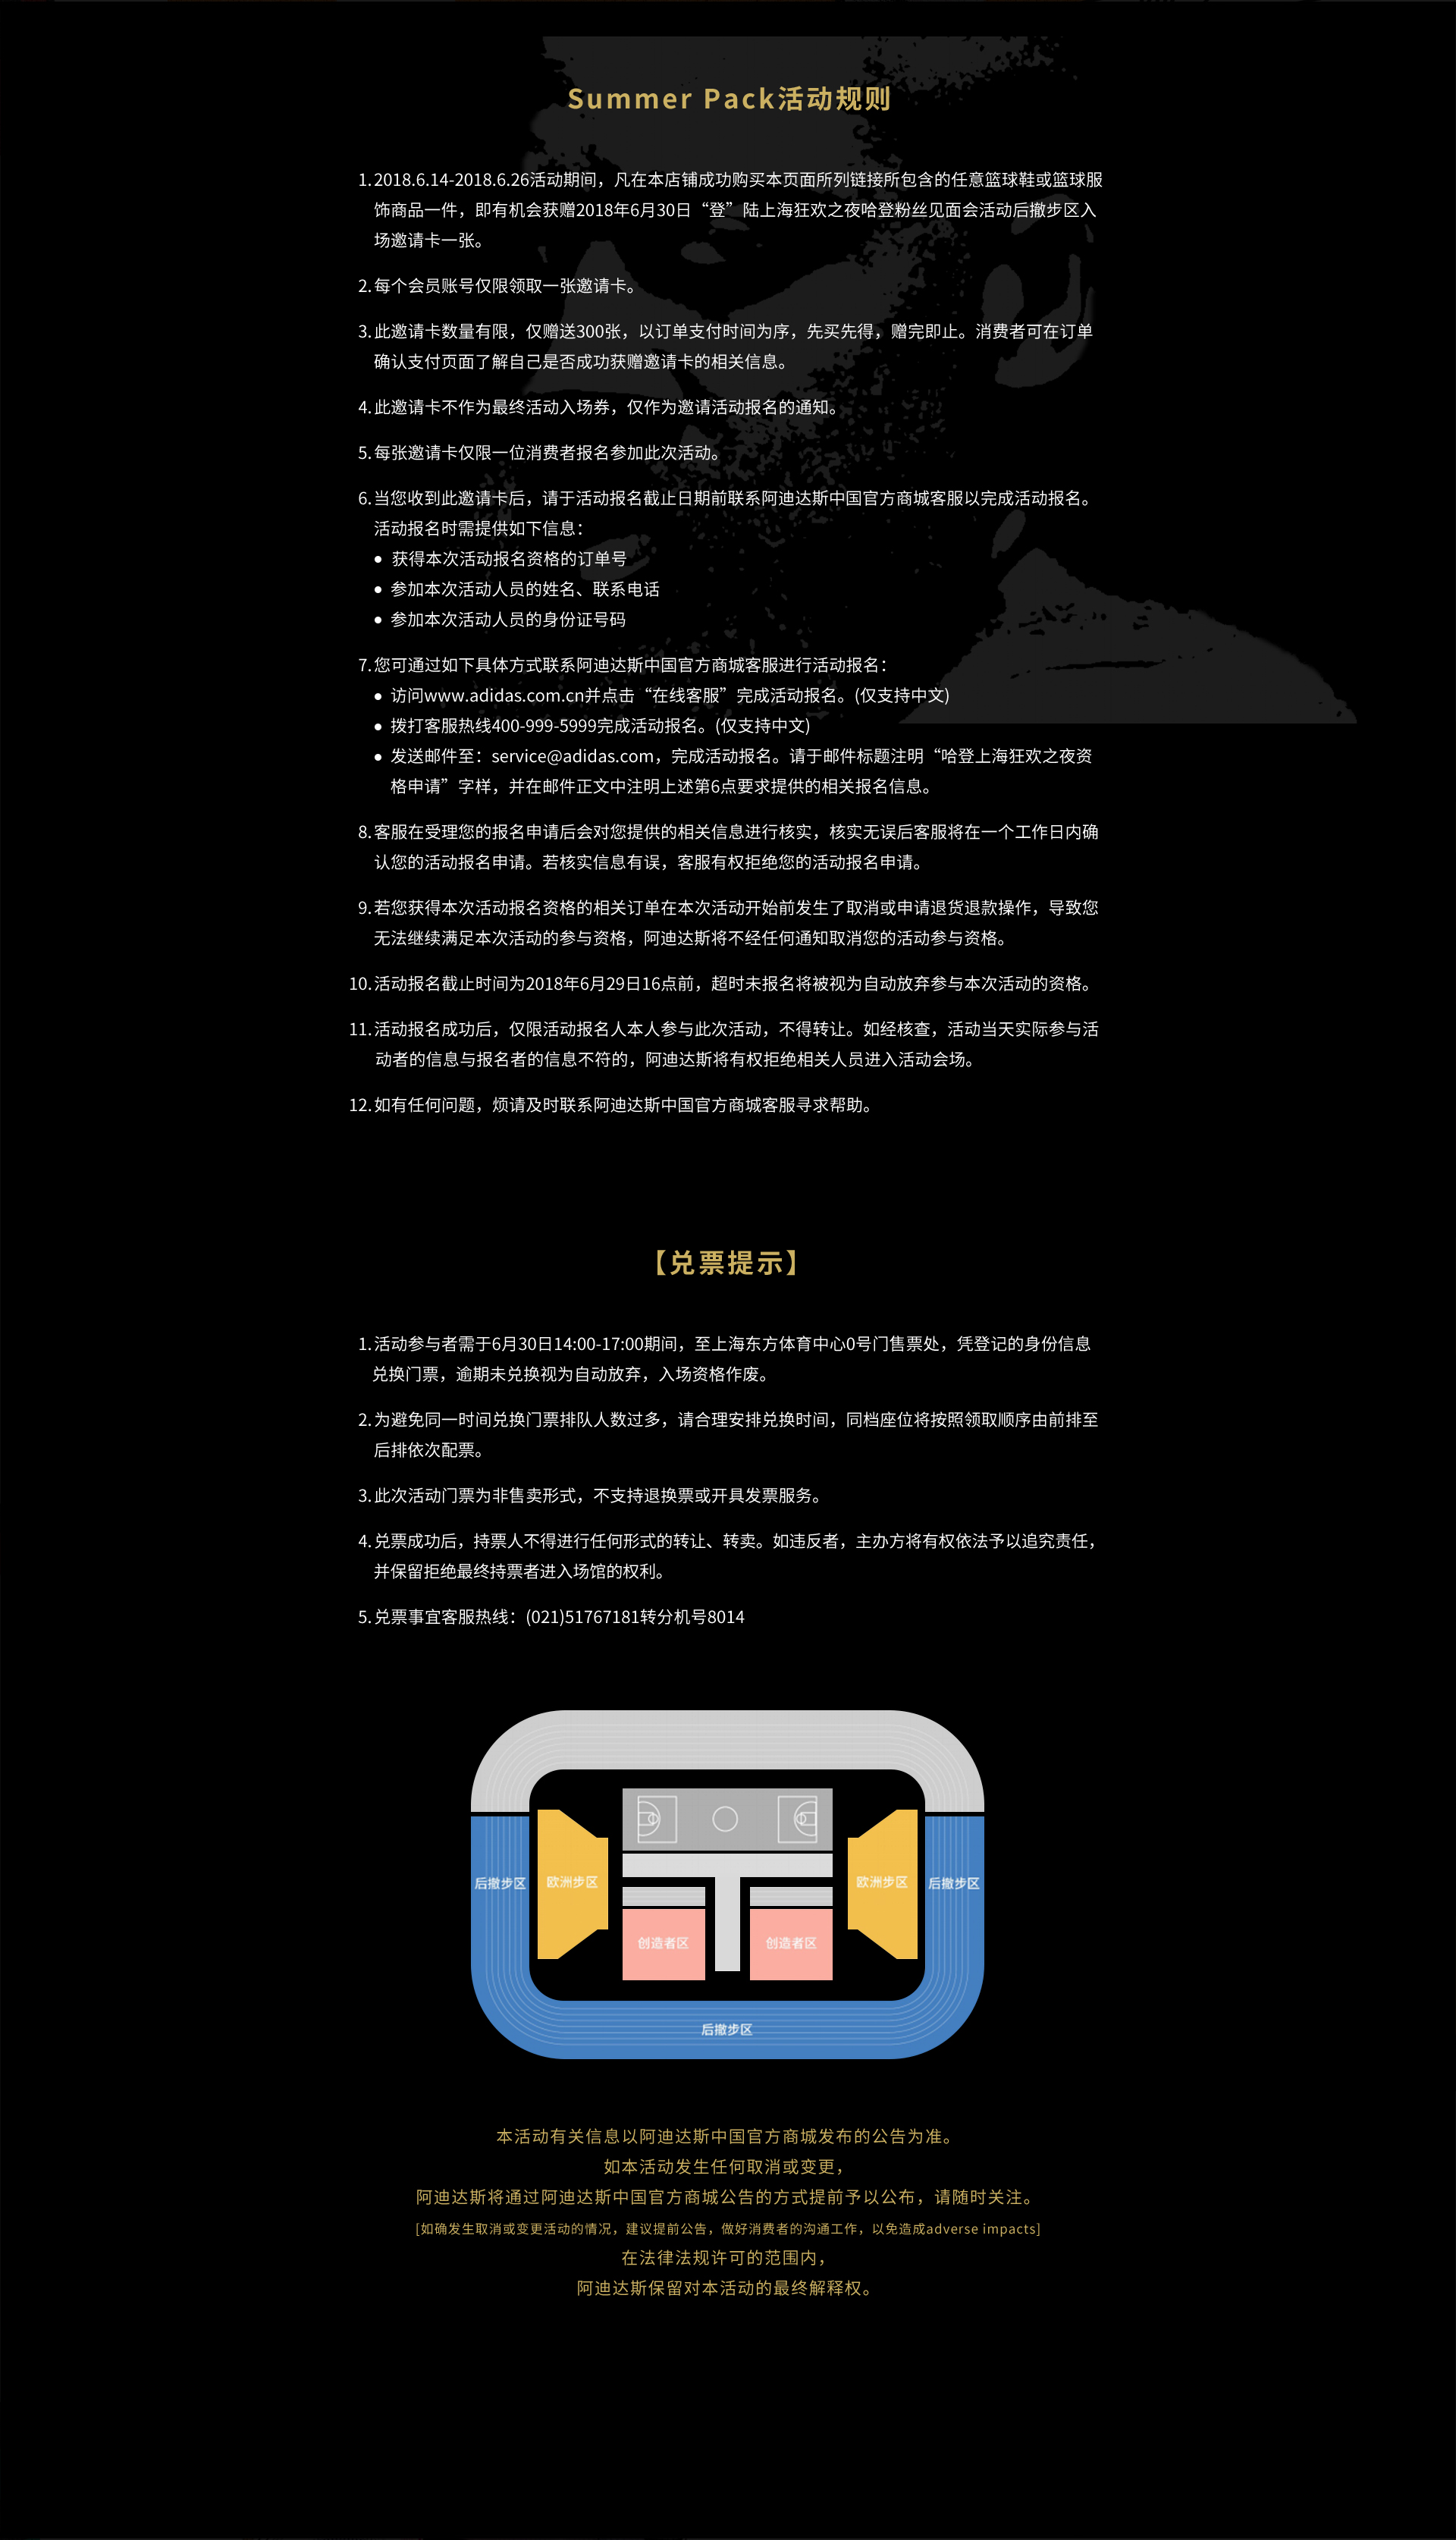 Summer Pack活动规则
1.2018.6.14-2018.6.26活动期间，凡在本店铺成功购买本页面所列链接所包含的任意篮球鞋或篮球服
饰商品一件，即有机会获赠2018年6月30日“登”陆上海狂欢之夜哈登粉丝见面会活动后撤步区入
场邀请卡一张。
2.每个会员账号仅限领取一张邀请卡。
3.此邀请卡数量有限，仅赠送300张，以订单支付时间为序，先买先得，赠完即止。消费者可在订单
确认支付页面了解自己是否成功获赠邀请卡的相关信息。
4.此邀请卡不作为最终活动入场券，仅作为邀请活动报名的通知。
5.每张邀请卡仅限一位消费者报名参加此次活动。
6.当您收到此邀请卡后，请于活动报名截止日期前联系阿迪达斯中国官方商城客服以完成活动报名。
活动报名时需提供如下信息：
● 获得本次活动报名资格的订单号
● 参加本次活动人员的姓名、联系电话
● 参加本次活动人员的身份证号码
7.您可通过如下具体方式联系阿迪达斯中国官方商城客服进行活动报名：
● 访问www.adidas.com.cn并点击“在线客服”完成活动报名。(仅支持中文)
● 拨打客服热线400-999-5999完成活动报名。(仅支持中文)
● 发送邮件至：service@adidas.com，完成活动报名。请于邮件标题注明“哈登上海狂欢之夜资
格申请”字样，并在邮件正文中注明上述第6点要求提供的相关报名信息。
8.客服在受理您的报名申请后会对您提供的相关信息进行核实，核实无误后客服将在一个工作日内确
认您的活动报名申请。若核实信息有误，客服有权拒绝您的活动报名申请。
9.若您获得本次活动报名资格的相关订单在本次活动开始前发生了取消或申请退货退款操作，导致您
无法继续满足本次活动的参与资格，阿迪达斯将不经任何通知取消您的活动参与资格。
10.活动报名截止时间为2018年6月29日16点前，超时未报名将被视为自动放弃参与本次活动的资格。
11.活动报名成功后，仅限活动报名人本人参与此次活动，不得转让。如经核查，活动当天实际参与活
动者的信息与报名者的信息不符的，阿迪达斯将有权拒绝相关人员进入活动会场。
12.如有任何问题，烦请及时联系阿迪达斯中国官方商城客服寻求帮助。
【兑票提示】
1.活动参与者需于6月30日14:00-17:00期间，至上海东方体育中心0号门售票处，凭登记的身份信息
兑换门票，逾期未兑换视为自动放弃，入场资格作废。
2.为避免同一时间兑换门票排队人数过多，请合理安排兑换时间，同档座位将按照领取顺序由前排至
后排依次配票。
3.此次活动门票为非售卖形式，不支持退换票或开具发票服务。
4.兑票成功后，持票人不得进行任何形式的转让、转卖。如违反者，主办方将有权依法予以追究责任，
并保留拒绝最终持票者进入场馆的权利。
5.兑票事宜客服热线：(021)51767181转分机号8014
后撤步区 欧洲步区 欧洲步区 后撤步区
创造者区 创造者区
后撤步区
本活动有关信息以阿迪达斯中国官方商城发布的公告为准。
如本活动发生任何取消或变更，
阿迪达斯将通过阿迪达斯中国官方商城公告的方式提前予以公布，请随时关注。
[如确发生取消或变更活动的情况，建议提前公告，做好消费者的沟通工作，以免造成adverse impacts]
在法律法规许可的范围内，
阿迪达斯保留对本活动的最终解释权。